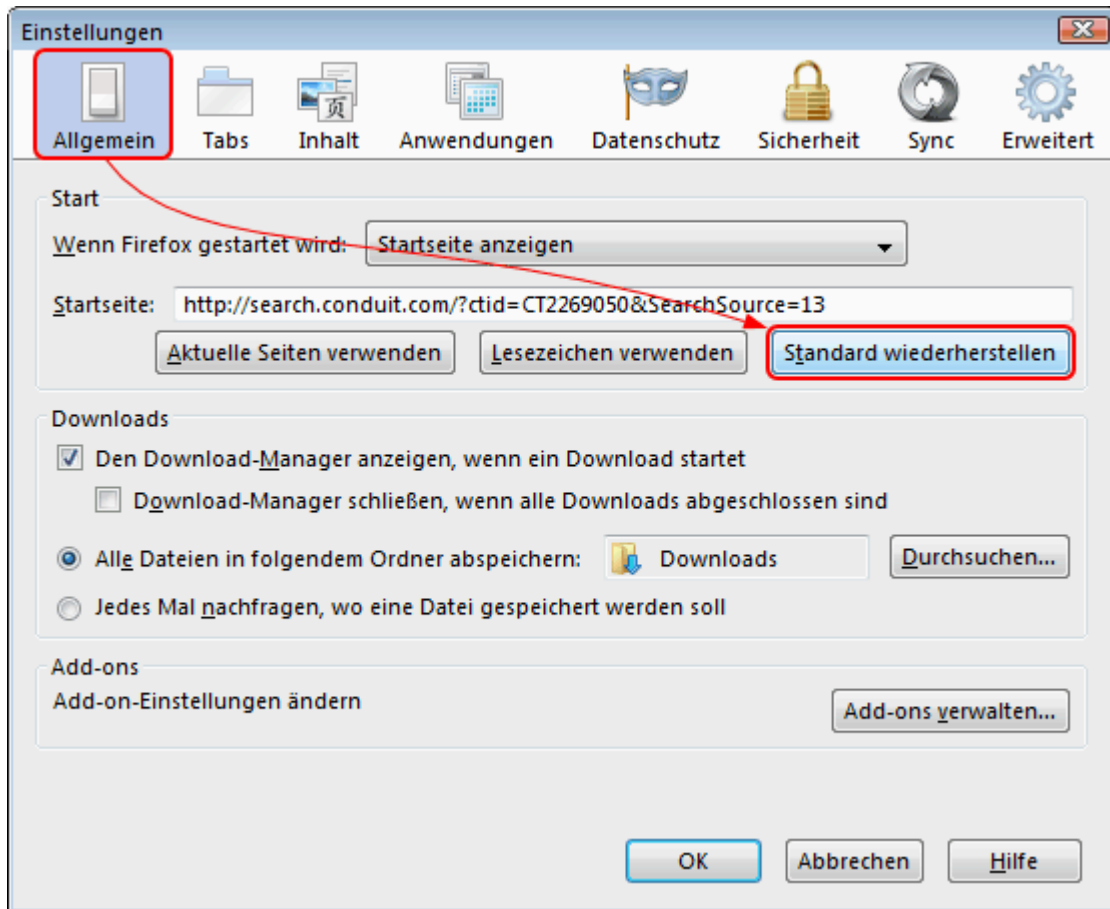 Einstellungen
Allgemein Tabs Inhalt Anwendungen Datenschutz Sicherheit Sync Erweitert
页
Start
Wenn Firefox gestartet wird: Startseite anzeigen
Startseite: http://search.conduit.com/?ctid=CT2269050&SearchSource=13
Aktuelle Seiten verwenden Lesezeichen verwenden Standard wiederherstellen
Downloads
Den Download-Manager anzeigen, wenn ein Download startet
Download-Manager schließen, wenn alle Downloads abgeschlossen sind
Alle Dateien in folgendem Ordner abspeichern: Downloads Durchsuchen...
Jedes Mal nachfragen, wo eine Datei gespeichert werden soll
Add-ons
Add-on-Einstellungen ändern
Add-ons verwalten...
OK Abbrechen Hilfe